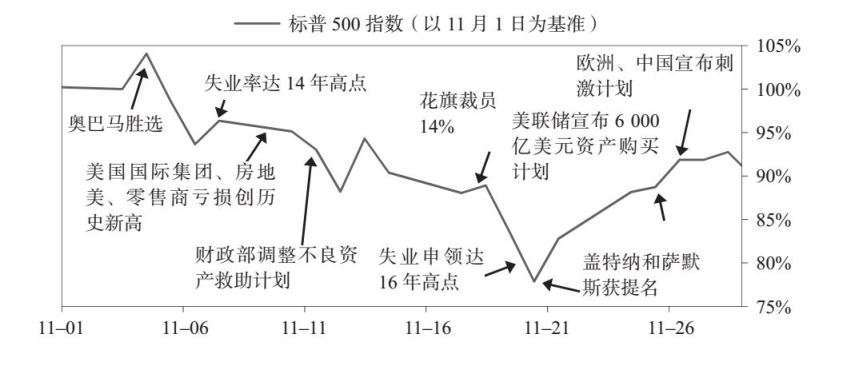 标普 500 指数（以 11 月 1 日为基准）
105%
100%
95%
90%
85%
80%
75%
奥巴马胜选
失业率达 14 年高点
美国国际集团、房地
美、零售商亏损创历
史新高
财政部调整不良资
产救助计划
花旗裁员
14%
失业申领达
16 年高点
美联储宣布 6 000
亿美元资产购买
计划
欧洲、中国宣布刺
激计划
盖特纳和萨默
斯获提名
11–01
11–06
11–11
11–16
11–21
11–26